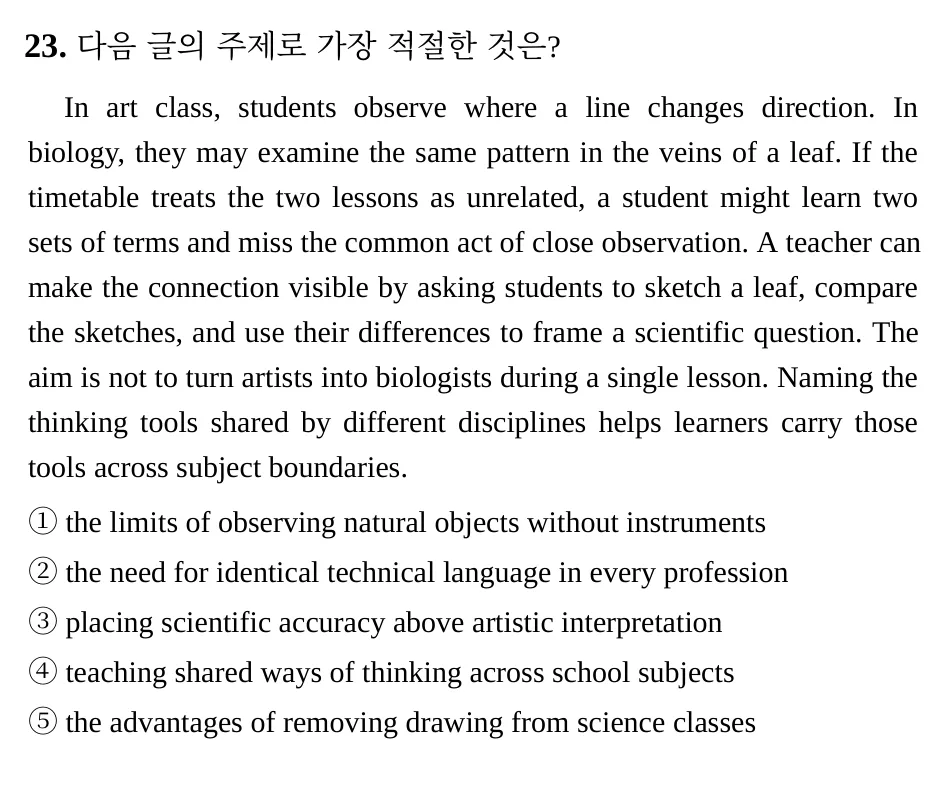 23. 다음 글의 주제로 가장 적절한 것은?
In art class, students observe where a line changes direction. In
biology, they may examine the same pattern in the veins of a leaf. If the
timetable treats the two lessons as unrelated, a student might learn two
sets of terms and miss the common act of close observation. A teacher can
make the connection visible by asking students to sketch a leaf, compare
the sketches, and use their differences to frame a scientific question. The
aim is not to turn artists into biologists during a single lesson. Naming the
thinking tools shared by different disciplines helps learners carry those
tools across subject boundaries.
① the limits of observing natural objects without instruments
② the need for identical technical language in every profession
③ placing scientific accuracy above artistic interpretation
④ teaching shared ways of thinking across school subjects
⑤ the advantages of removing drawing from science classes